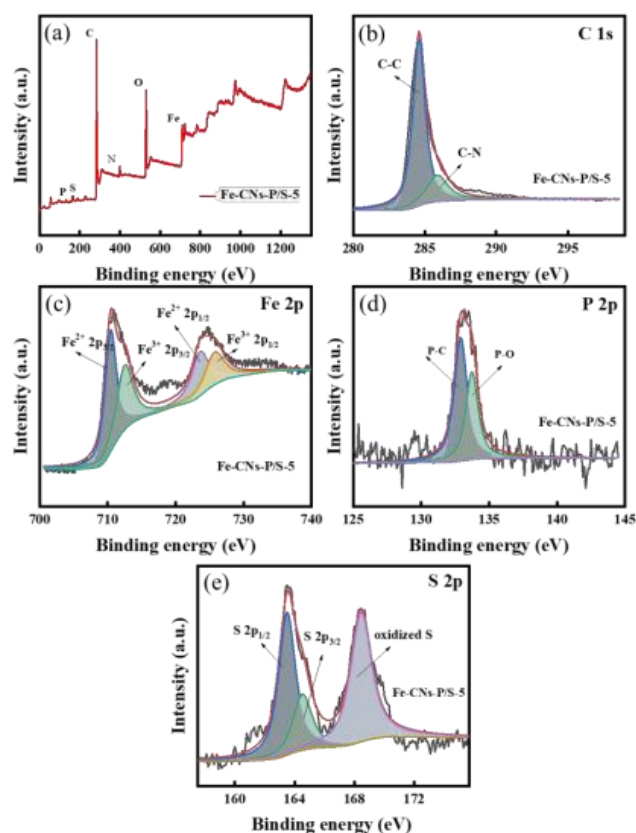 (a)
C
O
Fe
N
P S
Fe-CNs-P/S-5
Intensity (a.u.)
0 200 400 600 800 1000 1200
Binding energy (eV)
(b)
C 1s
C-C
C-N
Fe-CNs-P/S-5
Intensity (a.u.)
280 285 290 295
Binding energy (eV)
(c)
Fe 2p
Fe²⁺ 2p₃/₂
Fe³⁺ 2p₃/₂
Fe²⁺ 2p₁/₂
Fe³⁺ 2p₁/₂
Fe-CNs-P/S-5
Intensity (a.u.)
700 710 720 730 740
Binding energy (eV)
(d)
P 2p
P-C
P-O
Fe-CNs-P/S-5
Intensity (a.u.)
125 130 135 140 145
Binding energy (eV)
(e)
S 2p
S 2p₁/₂
S 2p₃/₂
oxidized S
Fe-CNs-P/S-5
Intensity (a.u.)
160 164 168 172
Binding energy (eV)